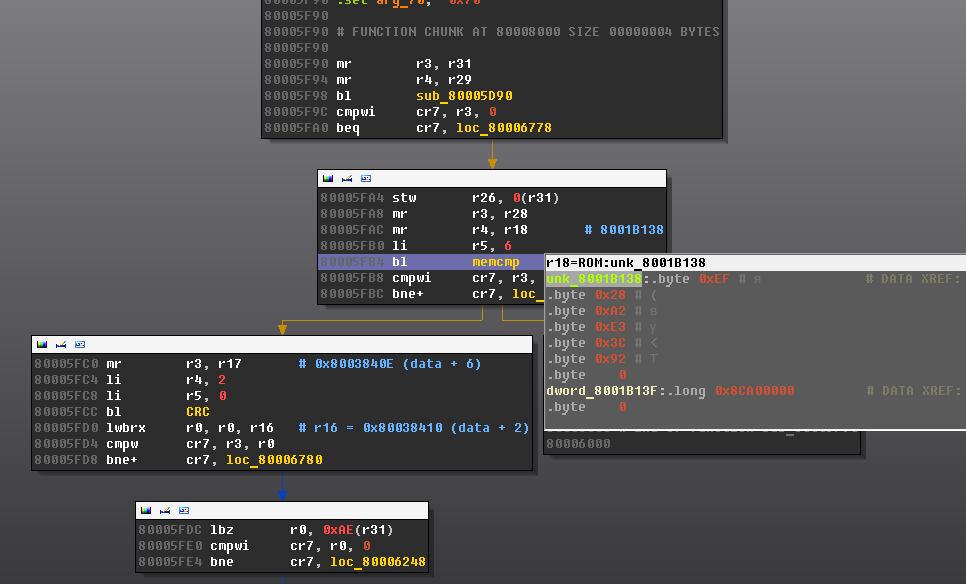 80005F90 .set arg_70, 0x70
80005F90
80005F90 # FUNCTION CHUNK AT 80008000 SIZE 00000004 BYTES
80005F90
80005F90 mr r3, r31
80005F94 mr r4, r29
80005F98 bl sub_80005D90
80005F9C cmpwi cr7, r3, 0
80005FA0 beq cr7, loc_80006778
80005FA4 stw r26, 0(r31)
80005FA8 mr r3, r28
80005FAC mr r4, r18 # 8001B138
80005FB0 li r5, 6
80005FB4 bl memcmp
80005FB8 cmpwi cr7, r3,
80005FBC bne+ cr7, loc_
r18=ROM:unk_8001B138
unk_8001B138:.byte 0xEF # я # DATA XREF:
.byte 0x28 # (
.byte 0xA2 # в
.byte 0xE3 # у
.byte 0x3C # <
.byte 0x92 # Т
.byte 0
dword_8001B13F:.long 0x8CA00000 # DATA XREF:
.byte 0
80006000
80005FC0 mr r3, r17 # 0x8003840E (data + 6)
80005FC4 li r4, 2
80005FC8 li r5, 0
80005FCC bl CRC
80005FD0 lwbrx r0, r0, r16 # r16 = 0x80038410 (data + 2)
80005FD4 cmpw cr7, r3, r0
80005FD8 bne+ cr7, loc_80006780
80005FDC lbz r0, 0xAE(r31)
80005FE0 cmpwi cr7, r0, 0
80005FE4 bne cr7, loc_80006248